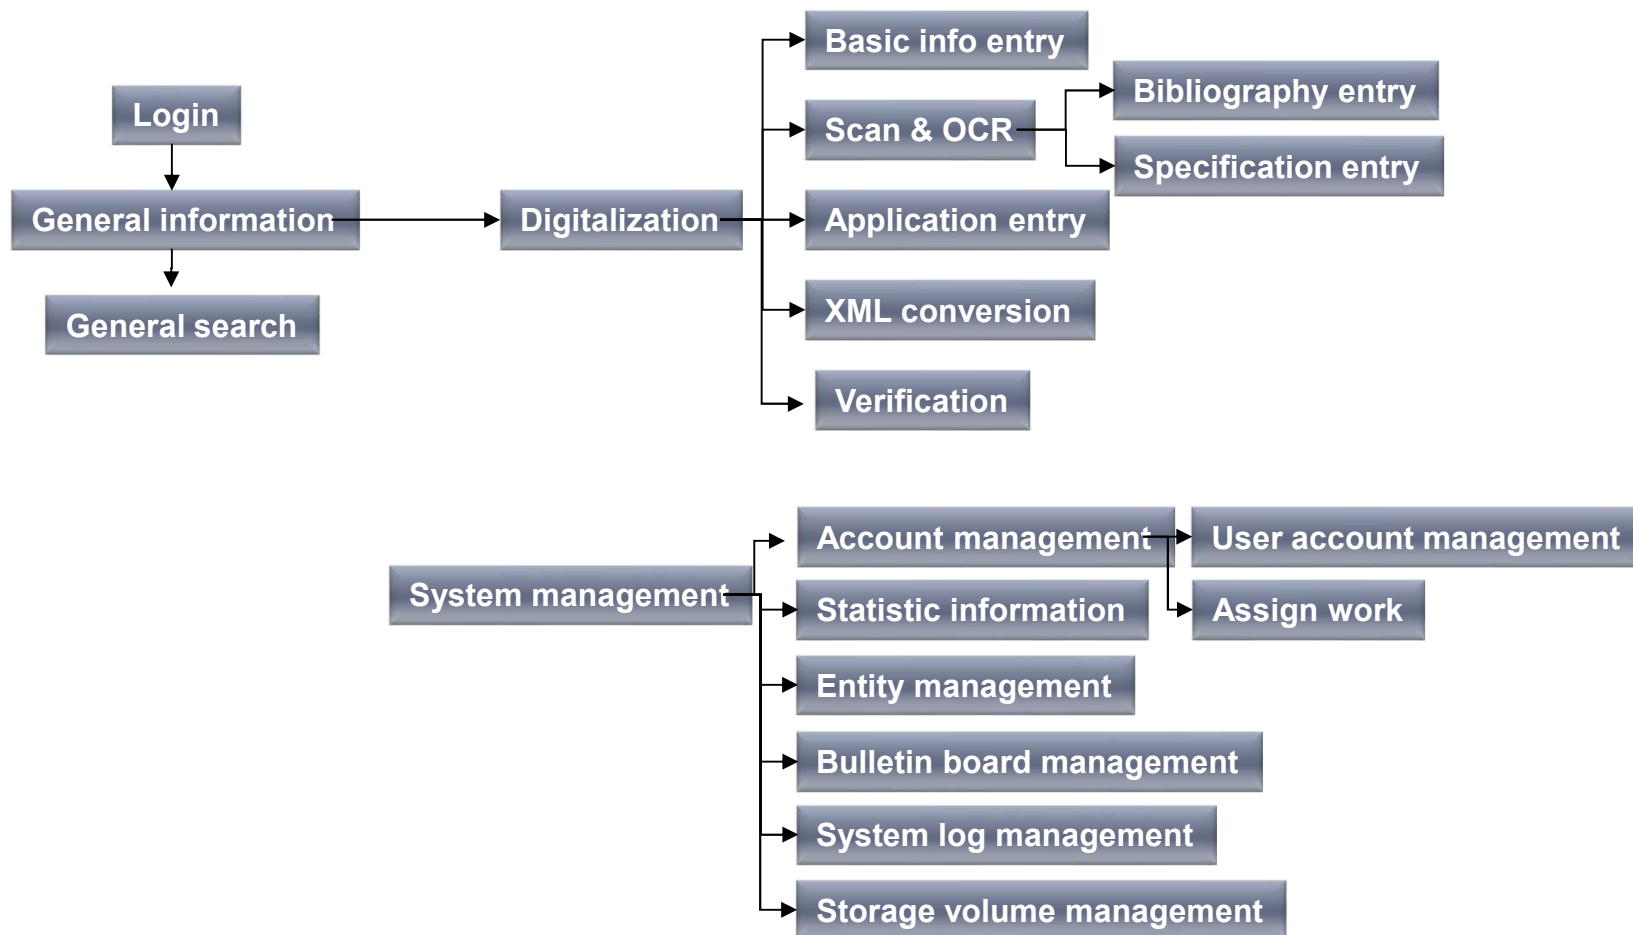 Login
General information
General search
Digitalization
Basic info entry
Scan & OCR
Bibliography entry
Specification entry
Application entry
XML conversion
Verification
System management
Account management
User account management
Assign work
Statistic information
Entity management
Bulletin board management
System log management
Storage volume management